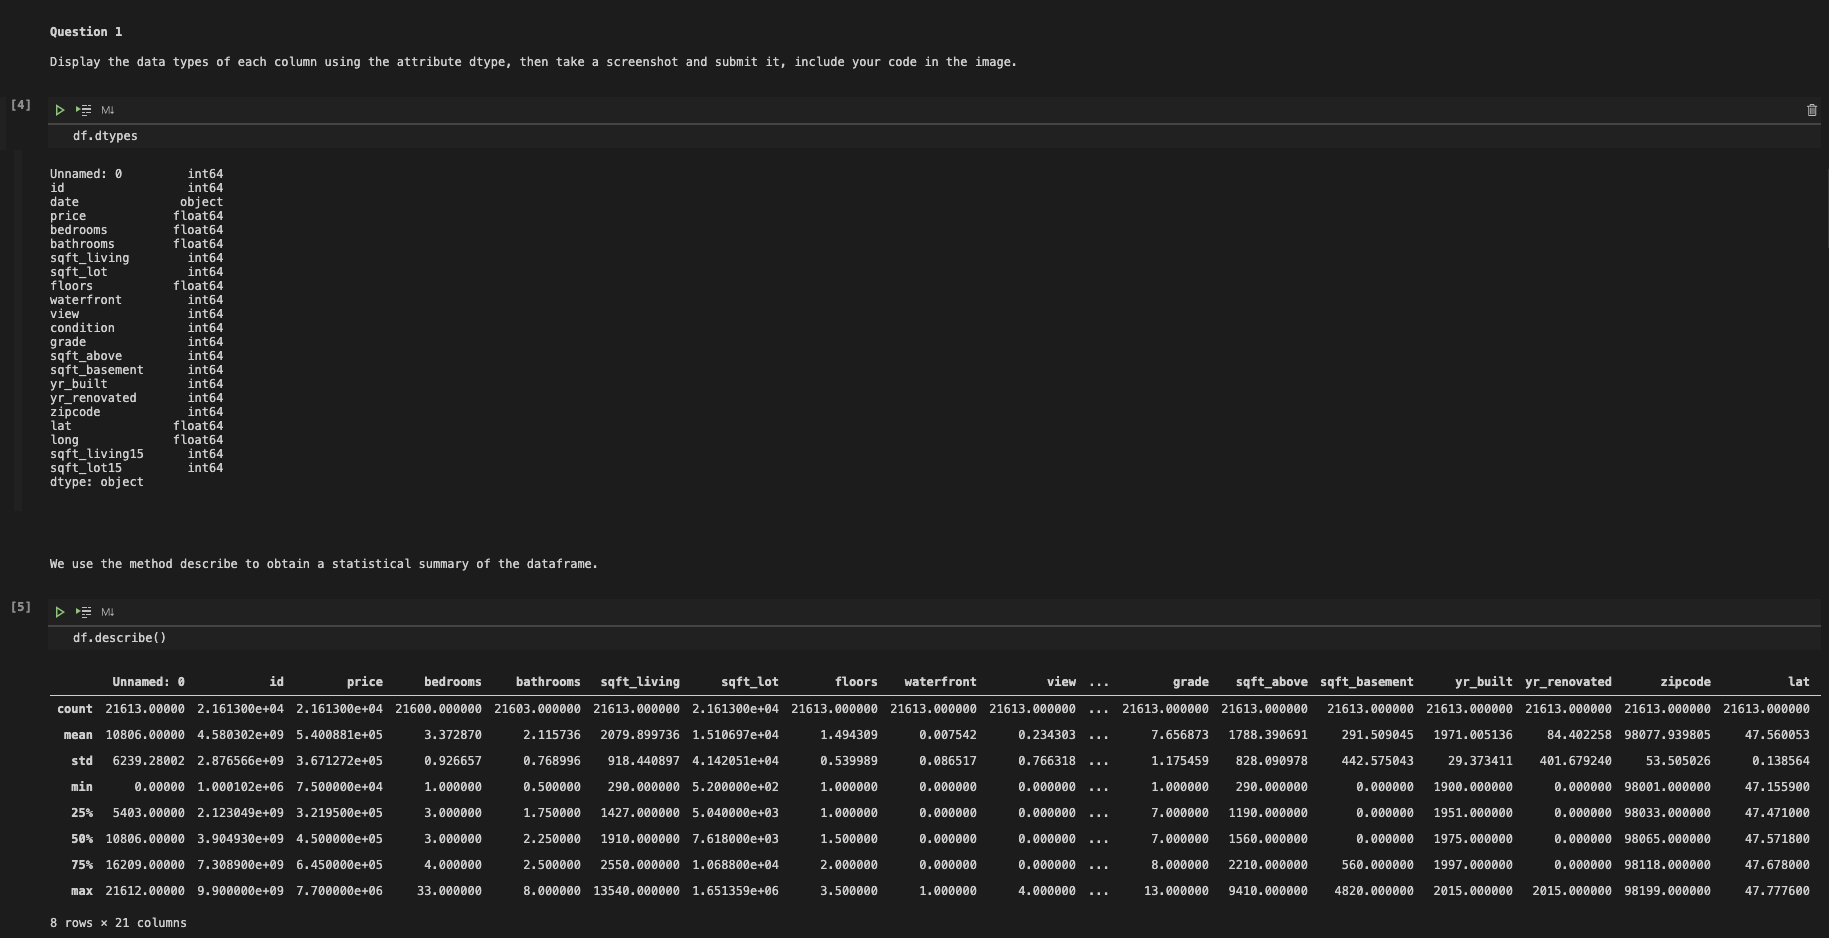 Question 1
Display the data types of each column using the attribute dtype, then take a screenshot and submit it, include your code in the image.
[4]
M↓
df.dtypes
Unnamed: 0 int64
id int64
date object
price float64
bedrooms float64
bathrooms float64
sqft_living int64
sqft_lot int64
floors float64
waterfront int64
view int64
condition int64
grade int64
sqft_above int64
sqft_basement int64
yr_built int64
yr_renovated int64
zipcode int64
lat float64
long float64
sqft_living15 int64
sqft_lot15 int64
dtype: object
We use the method describe to obtain a statistical summary of the dataframe.
[5]
M↓
df.describe()
Unnamed: 0 id price bedrooms bathrooms sqft_living sqft_lot floors waterfront view ... grade sqft_above sqft_basement yr_built yr_renovated zipcode lat
count 21613.00000 2.161300e+04 2.161300e+04 21600.000000 21603.000000 21613.000000 2.161300e+04 21613.000000 21613.000000 21613.000000 ... 21613.000000 21613.000000 21613.000000 21613.000000 21613.000000 21613.000000 21613.000000
mean 10806.00000 4.580302e+09 5.400881e+05 3.372870 2.115736 2079.899736 1.510697e+04 1.494309 0.007542 0.234303 ... 7.656873 1788.390691 291.509045 1971.005136 84.402258 98077.939805 47.560053
std 6239.28002 2.876566e+09 3.671272e+05 0.926657 0.768996 918.440897 4.142051e+04 0.539989 0.086517 0.766318 ... 1.175459 828.090978 442.575043 29.373411 401.679240 53.505026 0.138564
min 0.00000 1.000102e+06 7.500000e+04 1.000000 0.500000 290.000000 5.200000e+02 1.000000 0.000000 0.000000 ... 1.000000 290.000000 0.000000 1900.000000 0.000000 98001.000000 47.155900
25% 5403.00000 2.123049e+09 3.219500e+05 3.000000 1.750000 1427.000000 5.040000e+03 1.000000 0.000000 0.000000 ... 7.000000 1190.000000 0.000000 1951.000000 0.000000 98033.000000 47.471000
50% 10806.00000 3.904930e+09 4.500000e+05 3.000000 2.250000 1910.000000 7.618000e+03 1.500000 0.000000 0.000000 ... 7.000000 1560.000000 0.000000 1975.000000 0.000000 98065.000000 47.571800
75% 16209.00000 7.308900e+09 6.450000e+05 4.000000 2.500000 2550.000000 1.068800e+04 2.000000 0.000000 0.000000 ... 8.000000 2210.000000 560.000000 1997.000000 0.000000 98118.000000 47.678000
max 21612.00000 9.900000e+09 7.700000e+06 33.000000 8.000000 13540.000000 1.651359e+06 3.500000 1.000000 4.000000 ... 13.000000 9410.000000 4820.000000 2015.000000 2015.000000 98199.000000 47.777600
8 rows × 21 columns